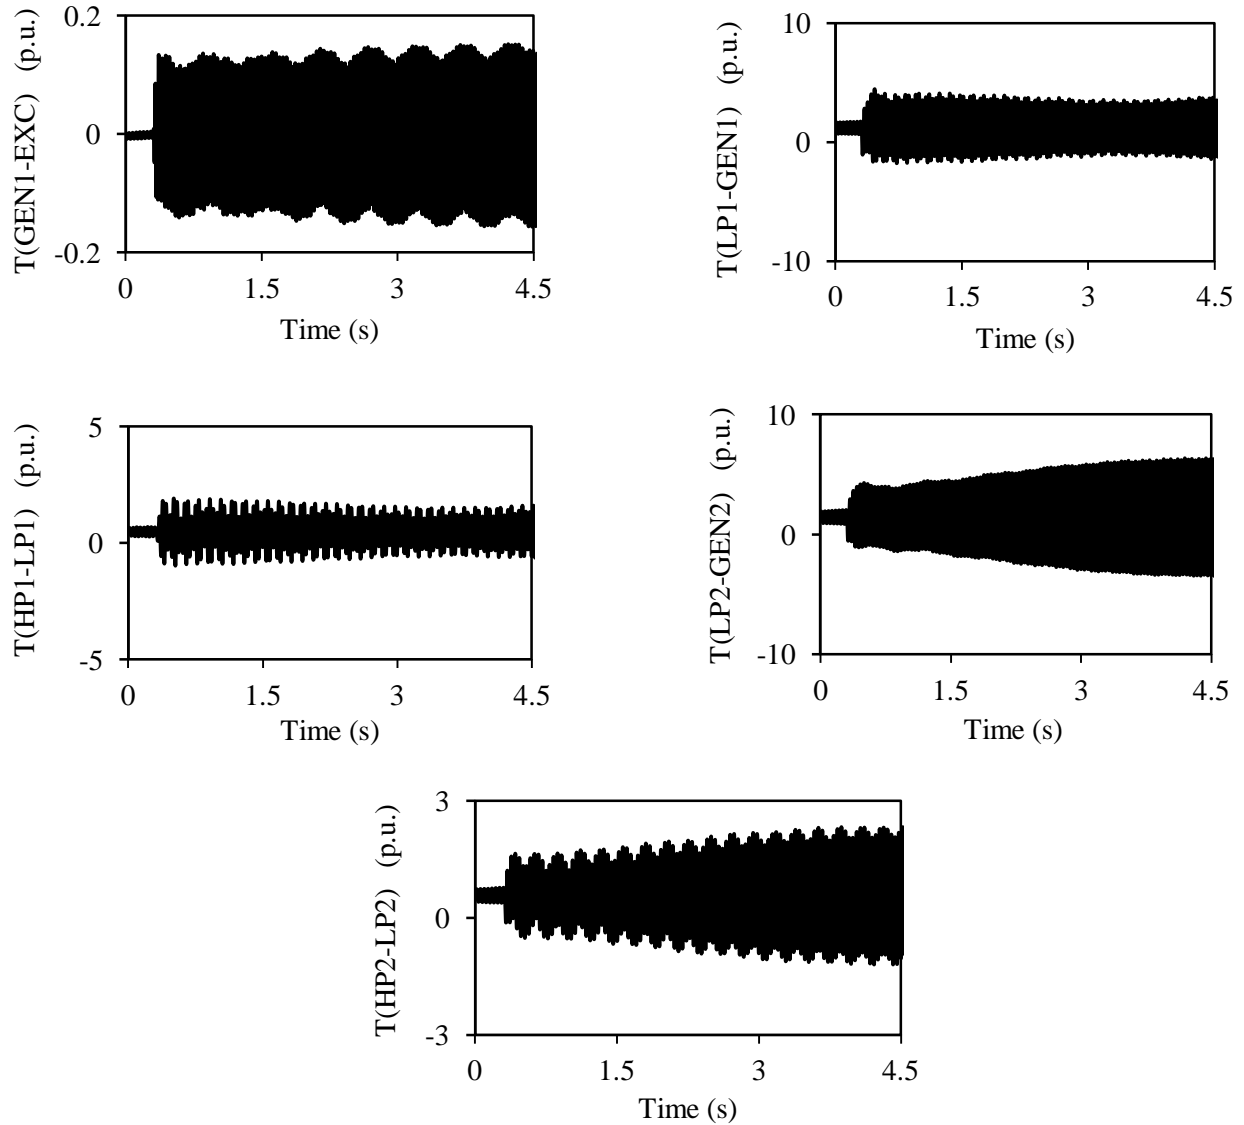 T(GEN1-EXC) (p.u.)
0.2
0
-0.2
0 1.5 3 4.5
Time (s)
T(LP1-GEN1) (p.u.)
10
0
-10
0 1.5 3 4.5
Time (s)
T(HP1-LP1) (p.u.)
5
0
-5
0 1.5 3 4.5
Time (s)
T(LP2-GEN2) (p.u.)
10
0
-10
0 1.5 3 4.5
Time (s)
T(HP2-LP2) (p.u.)
3
0
-3
0 1.5 3 4.5
Time (s)